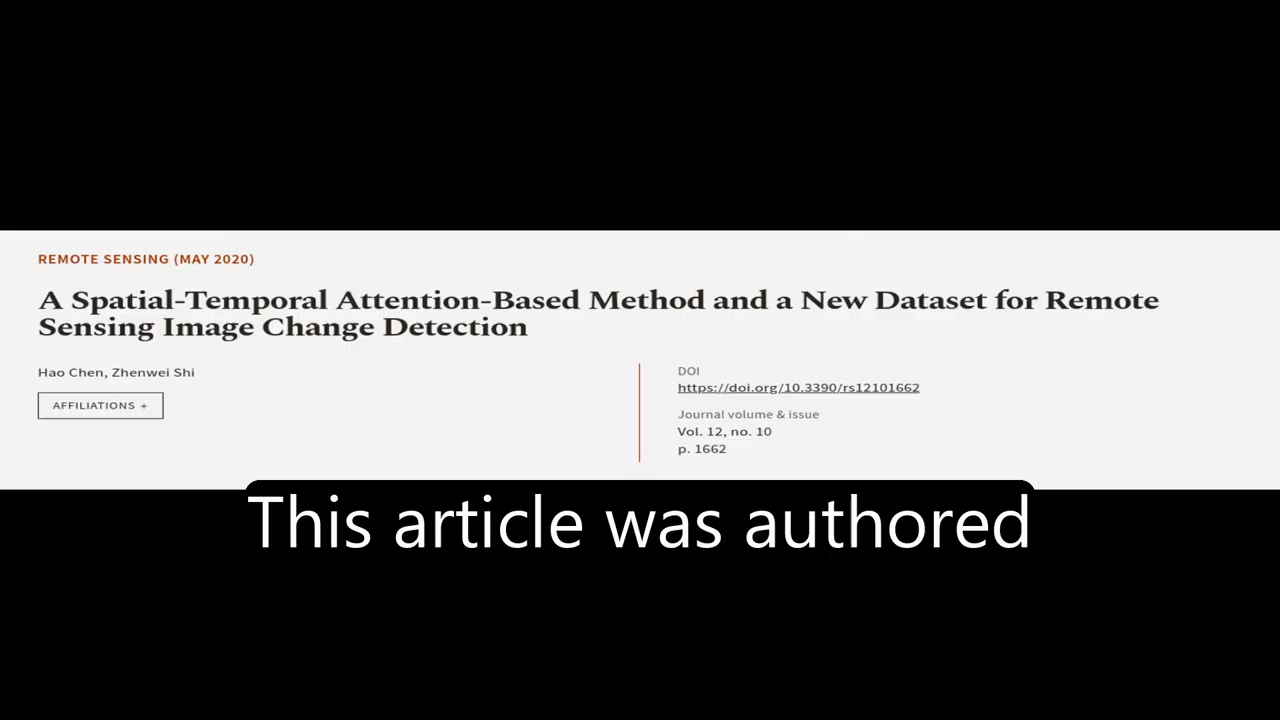 REMOTE SENSING (MAY 2020)
A Spatial-Temporal Attention-Based Method and a New Dataset for Remote
Sensing Image Change Detection
Hao Chen, Zhenwei Shi
AFFILIATIONS +
DOI
https://doi.org/10.3390/rs12101662
Journal volume & issue
Vol. 12, no. 10
p. 1662
This article was authored